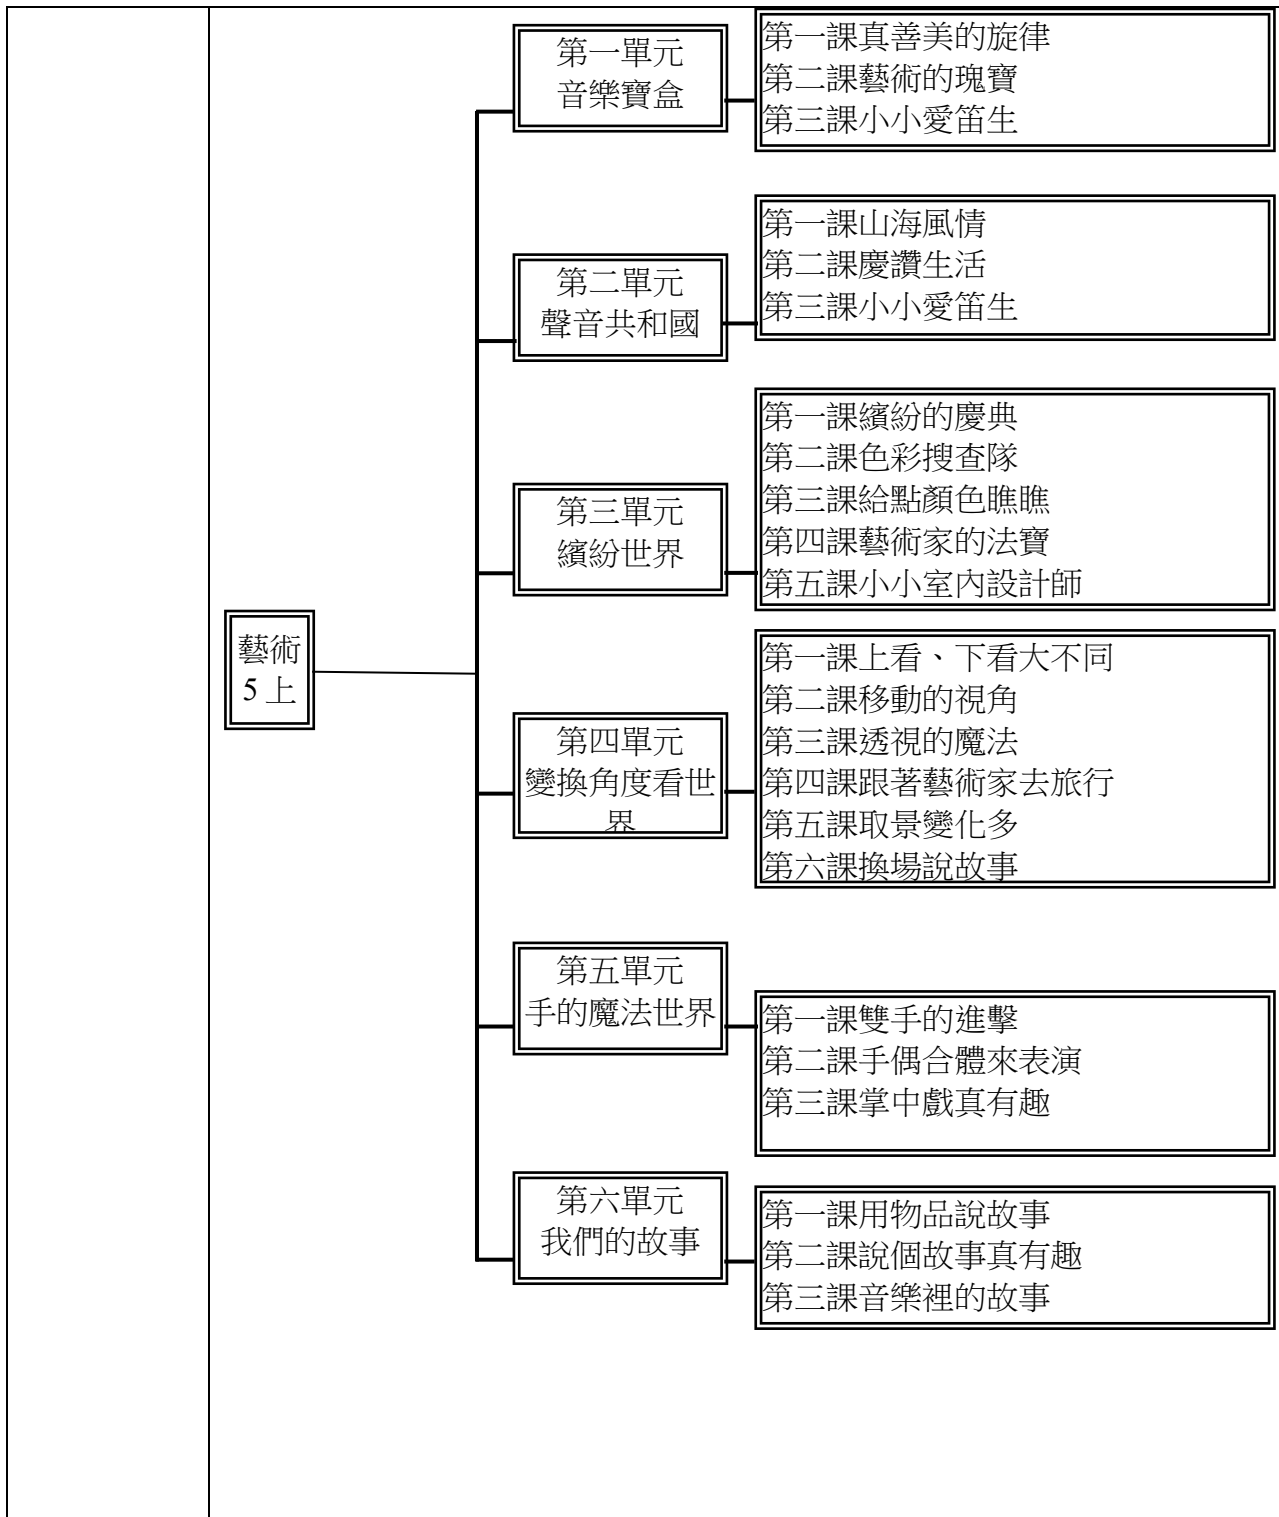 第一單元
音樂寶盒
第一課真善美的旋律
第二課藝術的瑰寶
第三課小小愛笛生
第二單元
聲音共和國
第一課山海風情
第二課慶讚生活
第三課小小愛笛生
第三單元
繽紛世界
第一課繽紛的慶典
第二課色彩搜查隊
第三課給點顏色瞧瞧
第四課藝術家的法寶
第五課小小室內設計師
藝術
5 上
第四單元
變換角度看世
界
第一課上看、下看大不同
第二課移動的視角
第三課透視的魔法
第四課跟著藝術家去旅行
第五課取景變化多
第六課換場說故事
第五單元
手的魔法世界
第一課雙手的進擊
第二課手偶合體來表演
第三課掌中戲真有趣
第六單元
我們的故事
第一課用物品說故事
第二課說個故事真有趣
第三課音樂裡的故事